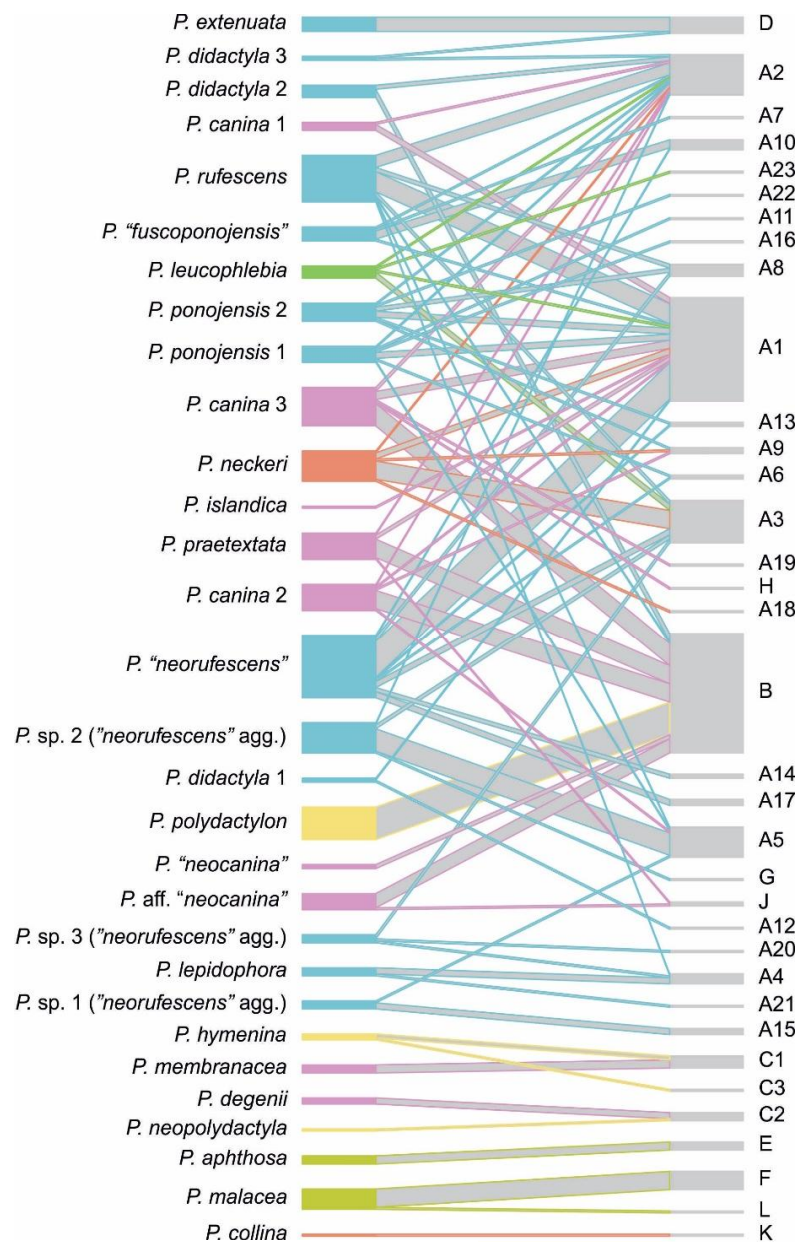 P. extenuata
P. didactyla 3
P. didactyla 2
P. canina 1
P. rufescens
P. “fuscoponojensis”
P. leucophlebia
P. ponojensis 2
P. ponojensis 1
P. canina 3
P. neckeri
P. islandica
P. praetextata
P. canina 2
P. “neorufescens”
P. sp. 2 (”neorufescens” agg.)
P. didactyla 1
P. polydactylon
P. “neocanina”
P. aff. “neocanina”
P. sp. 3 (”neorufescens” agg.)
P. lepidophora
P. sp. 1 (”neorufescens” agg.)
P. hymenina
P. membranacea
P. degenii
P. neopolydactyla
P. aphthosa
P. malacea
P. collina
D
A2
A7
A10
A23
A22
A11
A16
A8
A1
A13
A9
A6
A3
A19
H
A18
B
A14
A17
A5
G
J
A12
A20
A4
A21
A15
C1
C3
C2
E
F
L
K